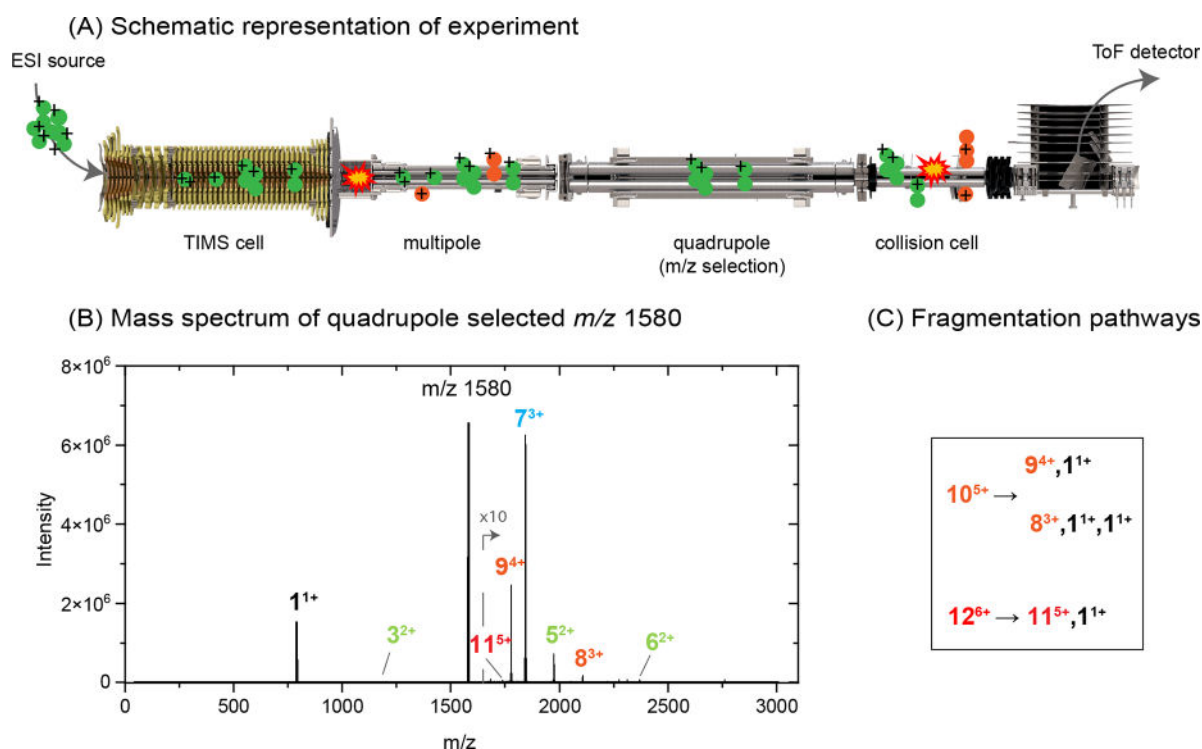 (A) Schematic representation of experiment
ESI source
ToF detector
TIMS cell
multipole
quadrupole
(m/z selection)
collision cell
(B) Mass spectrum of quadrupole selected m/z 1580
(C) Fragmentation pathways
8×10⁶
6×10⁶
4×10⁶
2×10⁶
0
Intensity
m/z 1580
7³⁺
x10
9⁴⁺
1¹⁺
3²⁺
11⁵⁺
5²⁺
8³⁺
6²⁺
0 500 1000 1500 2000 2500 3000
m/z
9⁴⁺,1¹⁺
10⁵⁺ →
8³⁺,1¹⁺,1¹⁺
12⁶⁺ → 11⁵⁺,1¹⁺